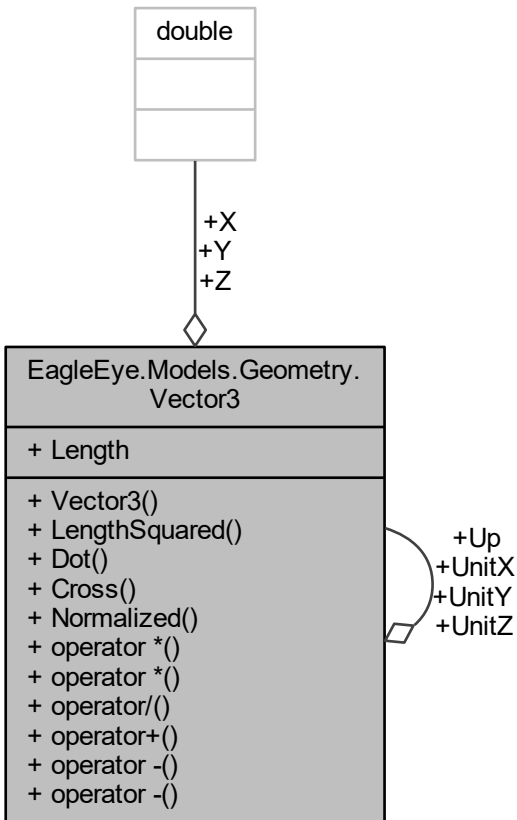 double
+X
+Y
+Z
EagleEye.Models.Geometry.
Vector3
+ Length
+ Vector3()
+ LengthSquared()
+ Dot()
+ Cross()
+ Normalized()
+ operator *()
+ operator *()
+ operator/()
+ operator+()
+ operator -()
+ operator -()
+Up
+UnitX
+UnitY
+UnitZ